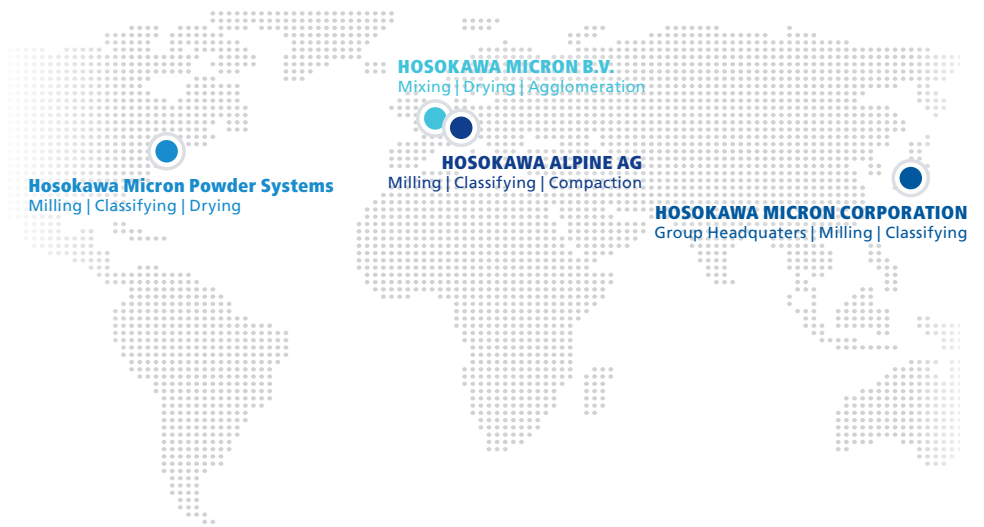 HOSOKAWA MICRON B.V.
Mixing | Drying | Agglomeration
HOSOKAWA ALPINE AG
Milling | Classifying | Compaction
Hosokawa Micron Powder Systems
Milling | Classifying | Drying
HOSOKAWA MICRON CORPORATION
Group Headquaters | Milling | Classifying